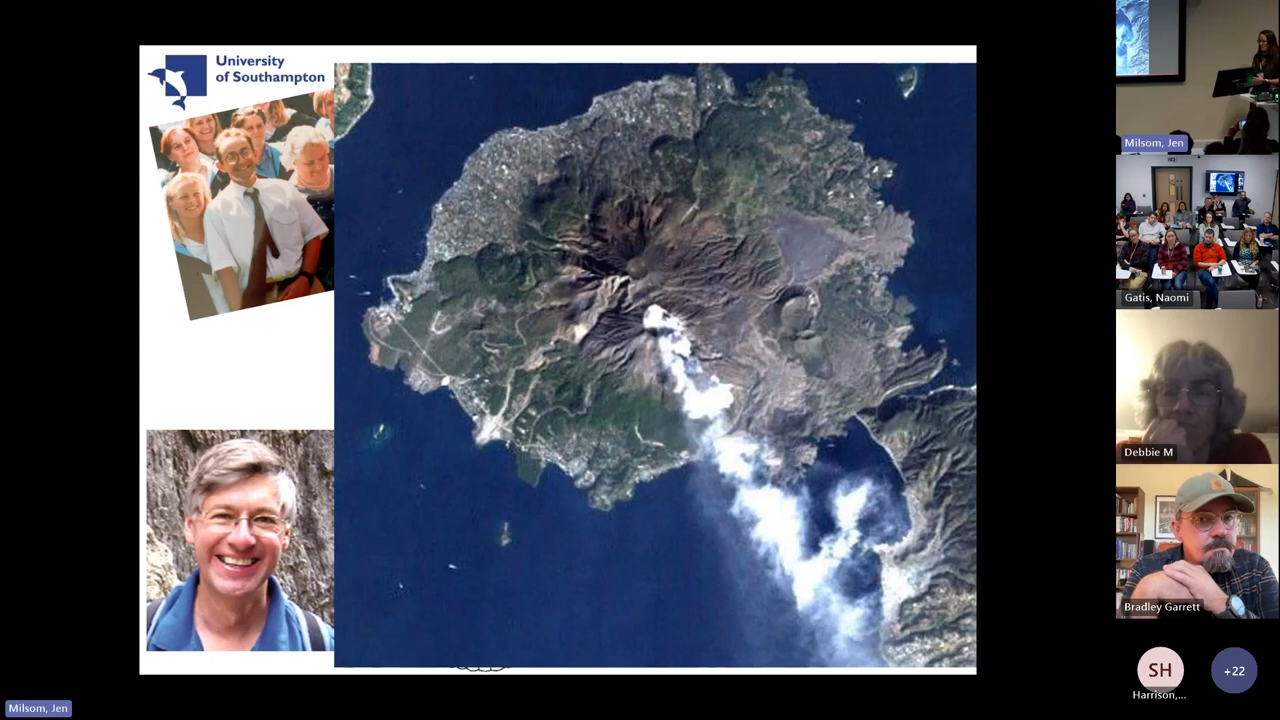 University
of Southampton
Milsom, Jen
Gatis, Naomi
Debbie M
Bradley Garrett
SH
Harrison,...
+22
Milsom, Jen